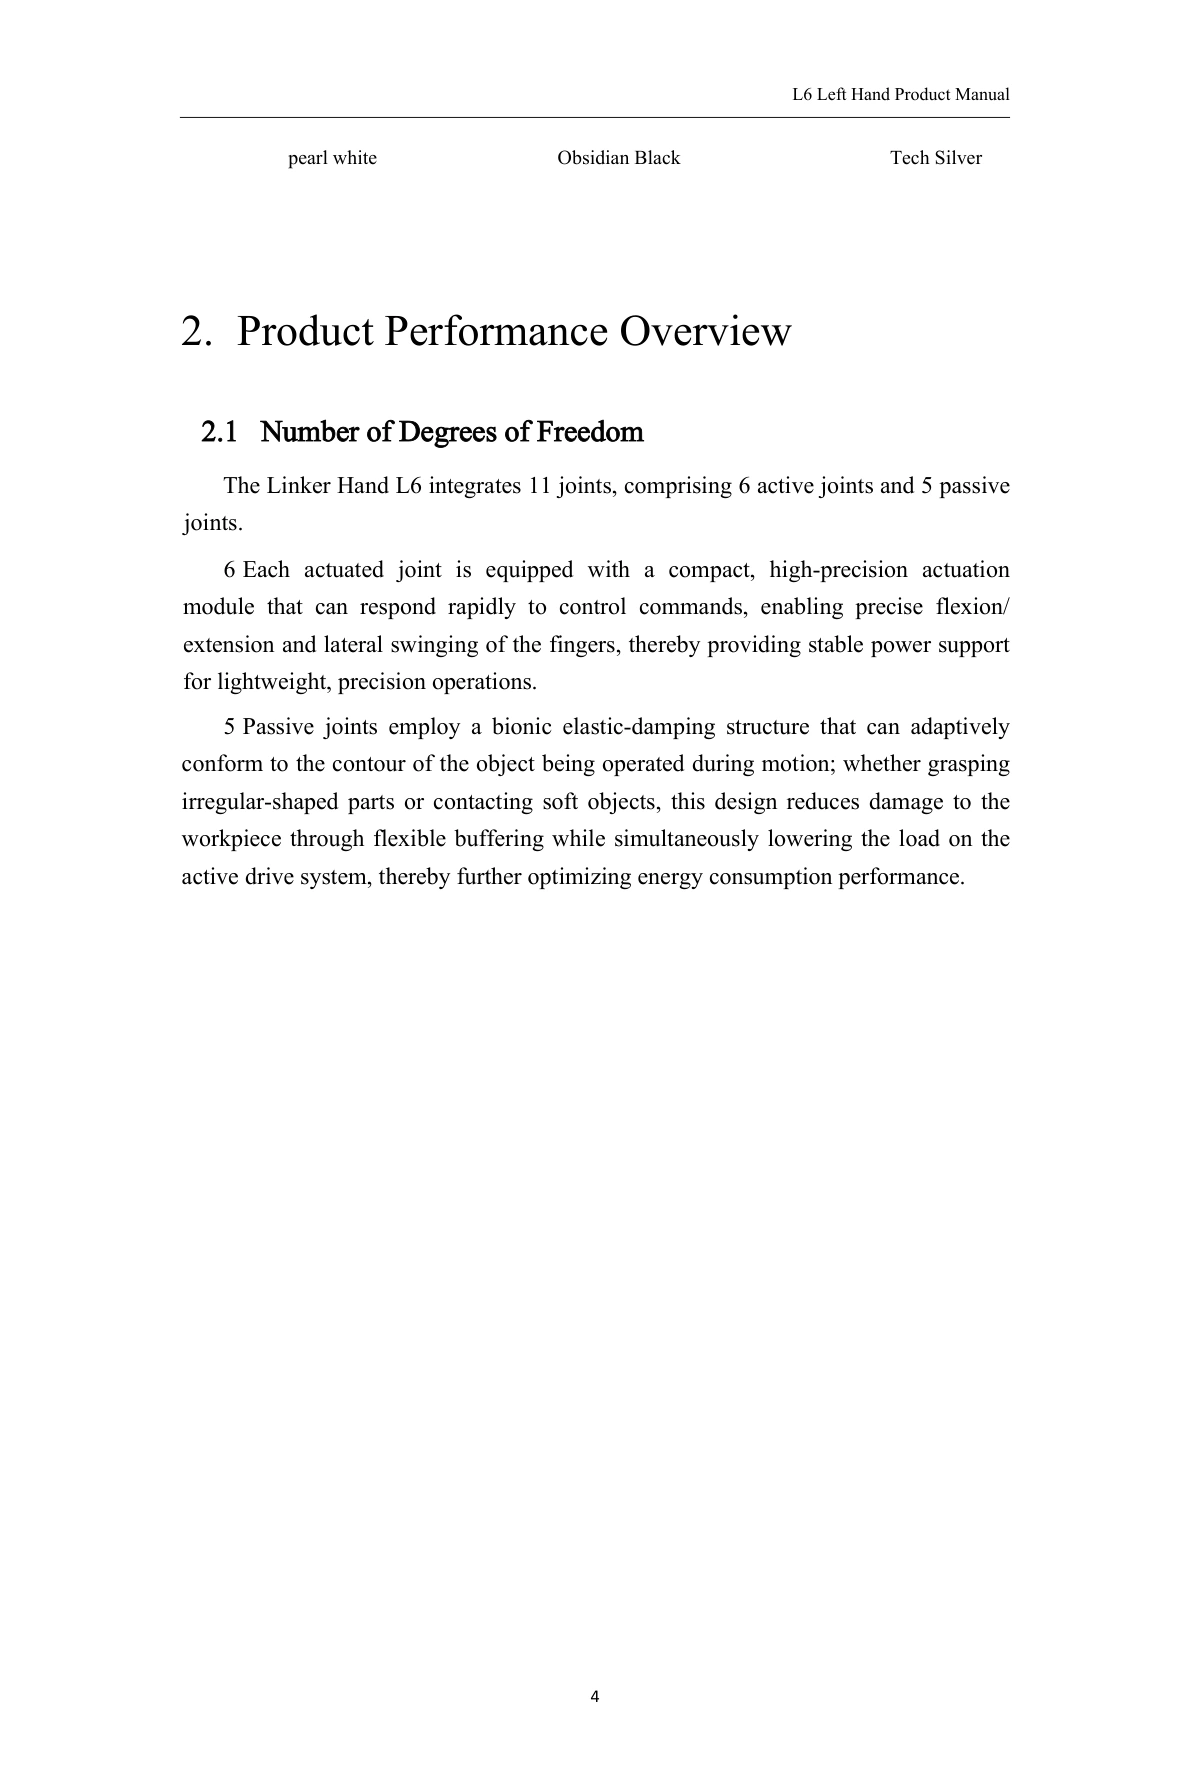 L6 Left Hand Product Manual
pearl white Obsidian Black Tech Silver
2. Product Performance Overview
2.1 Number of Degrees of Freedom
The Linker Hand L6 integrates 11 joints, comprising 6 active joints and 5 passive
joints.
6 Each actuated joint is equipped with a compact, high-precision actuation
module that can respond rapidly to control commands, enabling precise flexion/
extension and lateral swinging of the fingers, thereby providing stable power support
for lightweight, precision operations.
5 Passive joints employ a bionic elastic-damping structure that can adaptively
conform to the contour of the object being operated during motion; whether grasping
irregular-shaped parts or contacting soft objects, this design reduces damage to the
workpiece through flexible buffering while simultaneously lowering the load on the
active drive system, thereby further optimizing energy consumption performance.
4